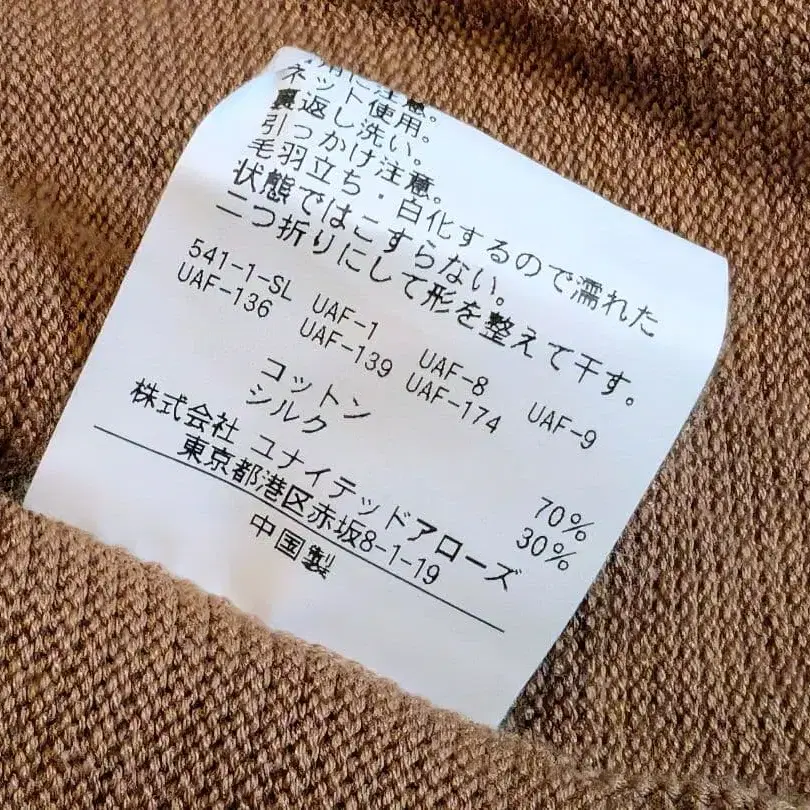 に注意。
ネット使用。
裏返し洗い。
引っかけ注意。
毛羽立ち・白化するので濡れた
状態ではこすらない。
二つ折りにして形を整えて干す。
541-1-SL UAF-1 UAF-8 UAF-9
UAF-136 UAF-139 UAF-174
コットン 70%
シルク 30%
株式会社 ユナイテッドアローズ
東京都港区赤坂8-1-19
中国製